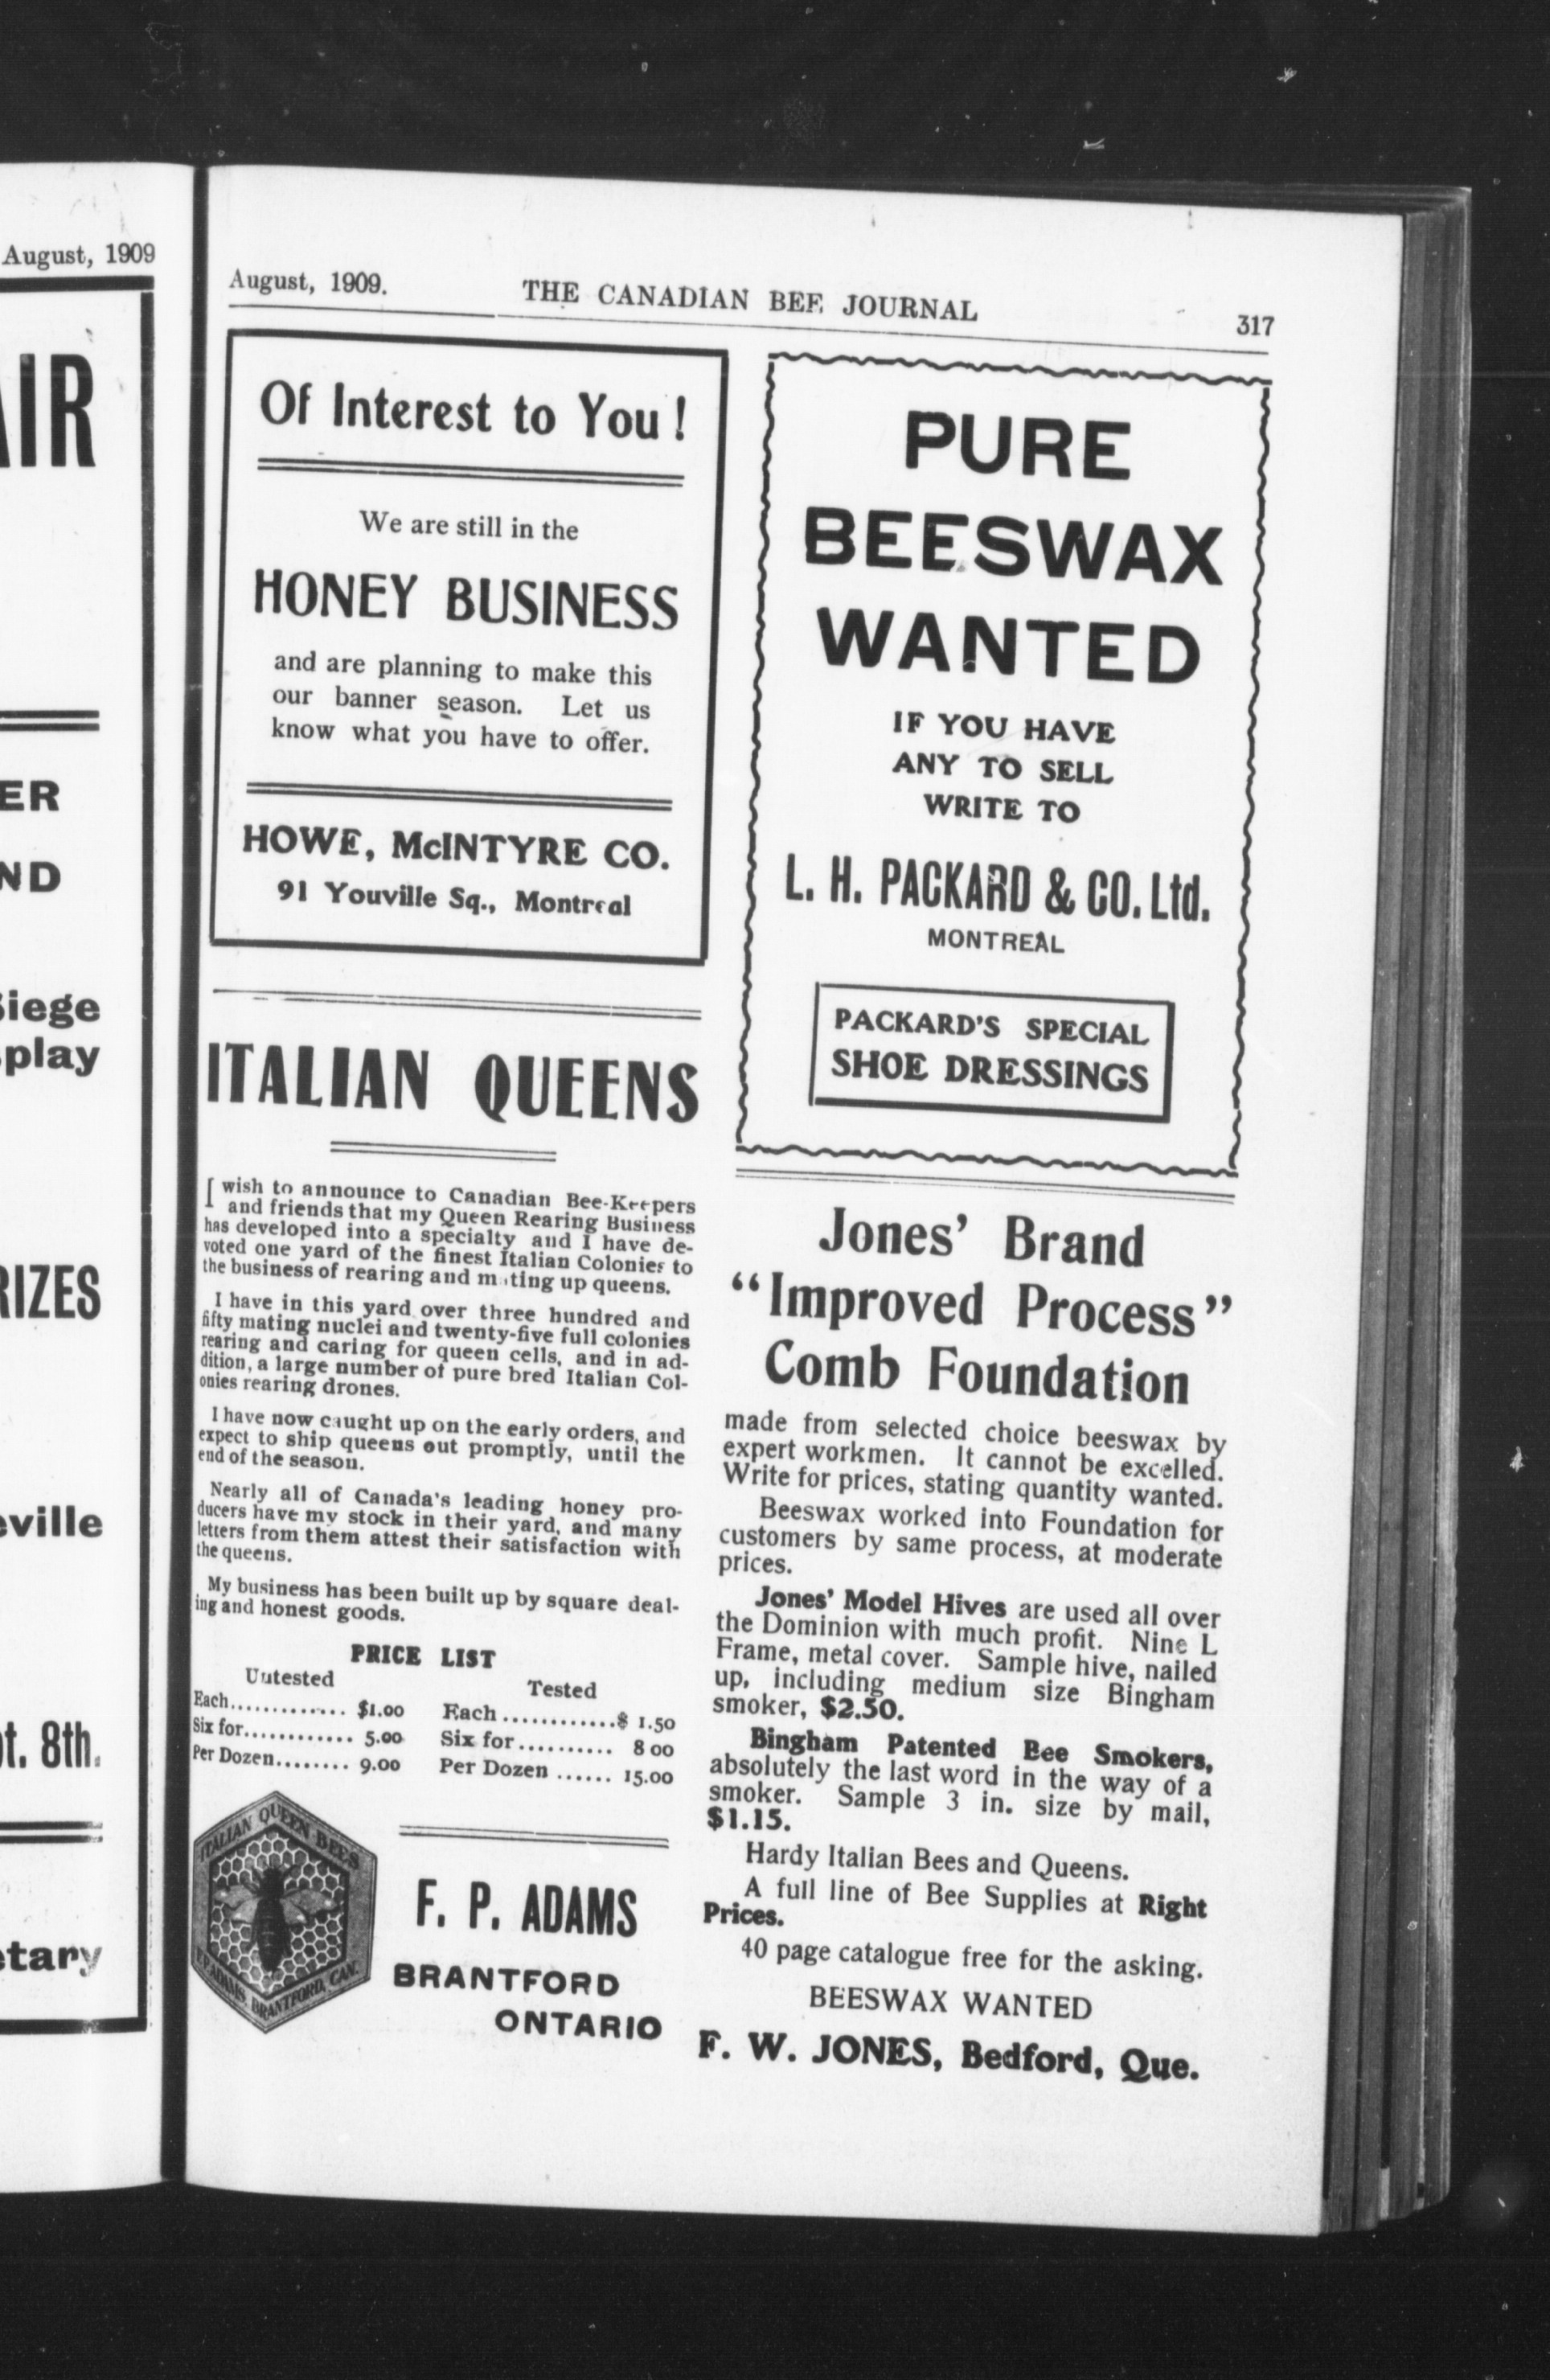 August, 1909
AIR
ER
ND
Siege
play
RIZES
eville
pt. 8th.
etary
August, 1909.
THE CANADIAN BEE JOURNAL
317
Of Interest to You!
We are still in the
HONEY BUSINESS
and are planning to make this
our banner season. Let us
know what you have to offer.
HOWE, McINTYRE CO.
91 Youville Sq., Montreal
ITALIAN QUEENS
I wish to announce to Canadian Bee-Keepers
and friends that my Queen Rearing Business
has developed into a specialty and I have de-
voted one yard of the finest Italian Colonies to
the business of rearing and mating up queens.
I have in this yard over three hundred and
fifty mating nuclei and twenty-five full colonies
rearing and caring for queen cells, and in ad-
dition, a large number of pure bred Italian Col-
onies rearing drones.
I have now caught up on the early orders, and
expect to ship queens out promptly, until the
end of the season.
Nearly all of Canada's leading honey pro-
ducers have my stock in their yard, and many
letters from them attest their satisfaction with
the queens.
My business has been built up by square deal-
ing and honest goods.
PRICE LIST
Untested Tested
Each............. $1.00 Each ............$ 1.50
Six for............ 5.00 Six for.......... 8 00
Per Dozen........ 9.00 Per Dozen ...... 15.00
ITALIAN QUEEN BEES
F.P. ADAMS, BRANTFORD, CAN.
F. P. ADAMS
BRANTFORD
ONTARIO
PURE
BEESWAX
WANTED
IF YOU HAVE
ANY TO SELL
WRITE TO
L. H. PACKARD & CO. Ltd.
MONTREAL
PACKARD'S SPECIAL
SHOE DRESSINGS
Jones' Brand
"Improved Process"
Comb Foundation
made from selected choice beeswax by
expert workmen. It cannot be excelled.
Write for prices, stating quantity wanted.
Beeswax worked into Foundation for
customers by same process, at moderate
prices.
Jones' Model Hives are used all over
the Dominion with much profit. Nine L
Frame, metal cover. Sample hive, nailed
up, including medium size Bingham
smoker, $2.50.
Bingham Patented Bee Smokers,
absolutely the last word in the way of a
smoker. Sample 3 in. size by mail,
$1.15.
Hardy Italian Bees and Queens.
A full line of Bee Supplies at Right
Prices.
40 page catalogue free for the asking.
BEESWAX WANTED
F. W. JONES, Bedford, Que.